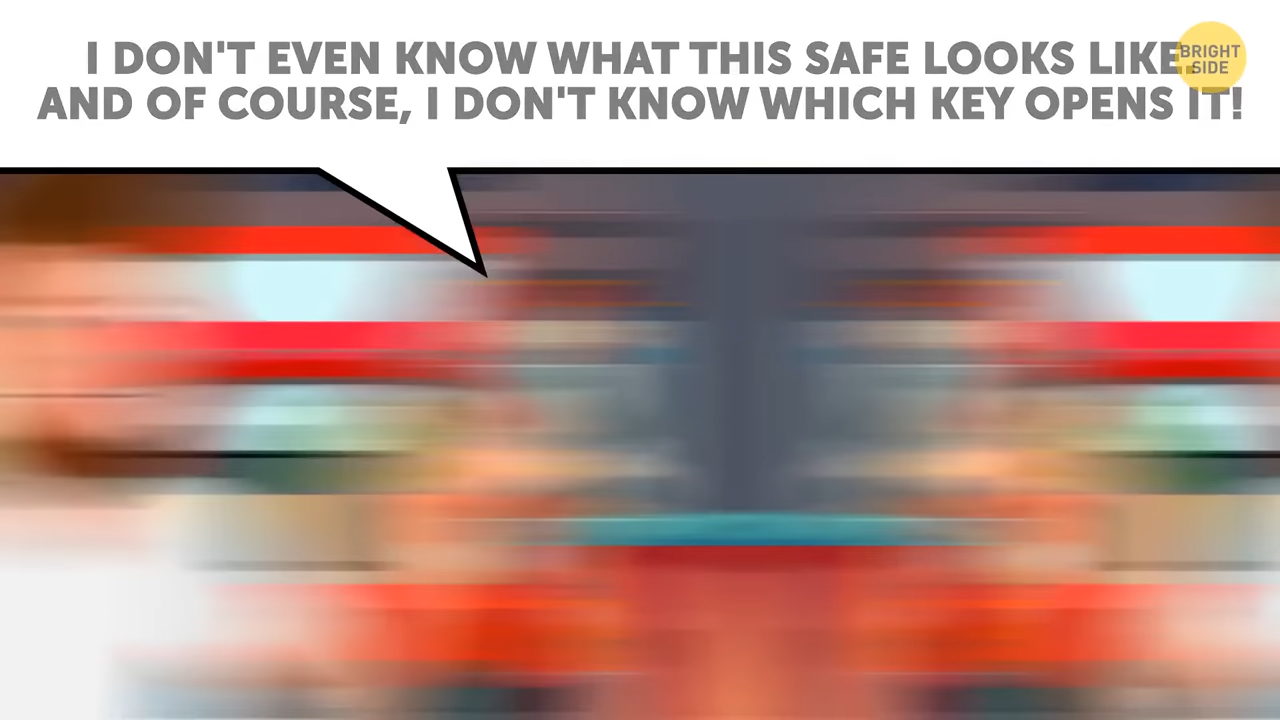 I DON'T EVEN KNOW WHAT THIS SAFE LOOKS LIKE.
AND OF COURSE, I DON'T KNOW WHICH KEY OPENS IT!
BRIGHT
SIDE